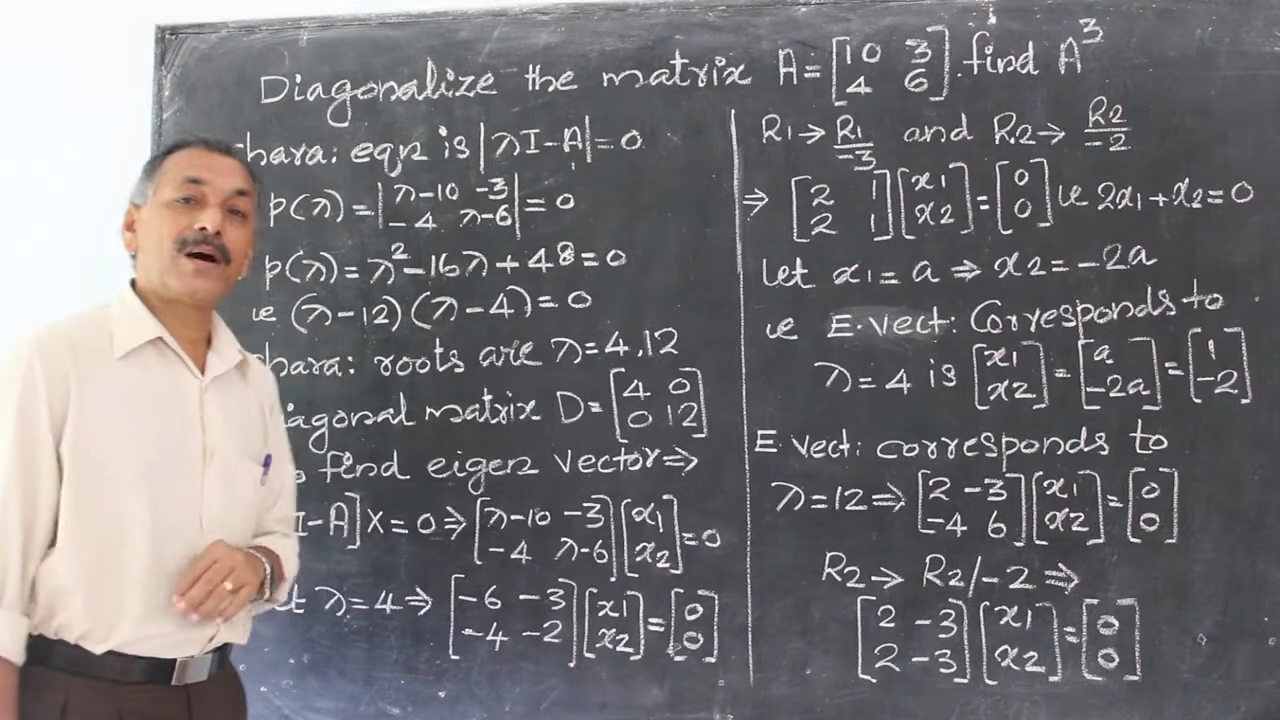 Diagonalize the matrix A=[10 3 4 6]. find A³
hara: eqn is |λI-A|=0
p(λ)=|λ-10 -3 -4 λ-6|=0
p(λ)=λ²-16λ+48=0
ie (λ-12)(λ-4)=0
hara: roots are λ=4,12
iagonal matrix D=[4 0 0 12]
find eigen vector⇒
I-A]X=0⇒[λ-10 -3 -4 λ-6][x1 x2]=0
t λ=4⇒[-6 -3 -4 -2][x1 x2]=[0 0]
R1→R1/-3 and R2→R2/-2
⇒[2 1 2 1][x1 x2]=[0 0] ie 2x1+x2=0
let x1=a⇒x2=-2a
ie E.vect: Corresponds to
λ=4 is [x1 x2]=[a -2a]=[1 -2]
E.vect: corresponds to
λ=12⇒[2 -3 -4 6][x1 x2]=[0 0]
R2→R2/-2⇒
[2 -3 2 -3][x1 x2]=[0 0]